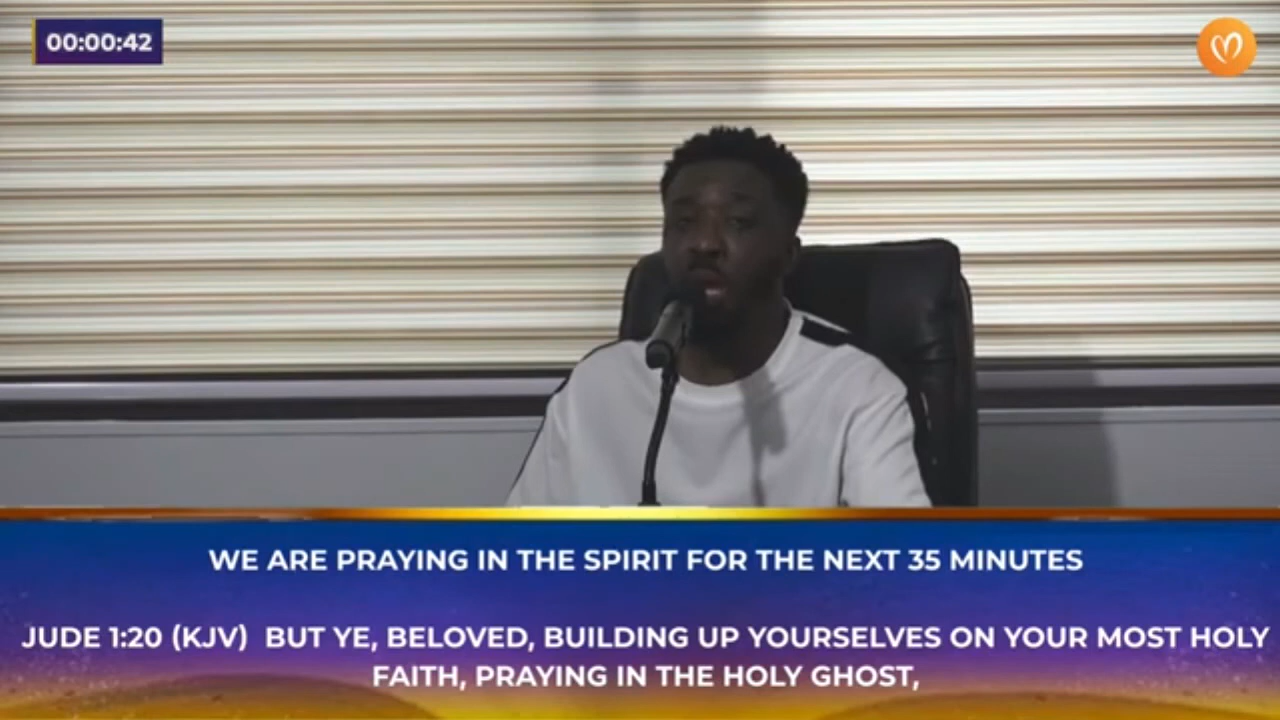 00:00:42
WE ARE PRAYING IN THE SPIRIT FOR THE NEXT 35 MINUTES
JUDE 1:20 (KJV) BUT YE, BELOVED, BUILDING UP YOURSELVES ON YOUR MOST HOLY
FAITH, PRAYING IN THE HOLY GHOST,